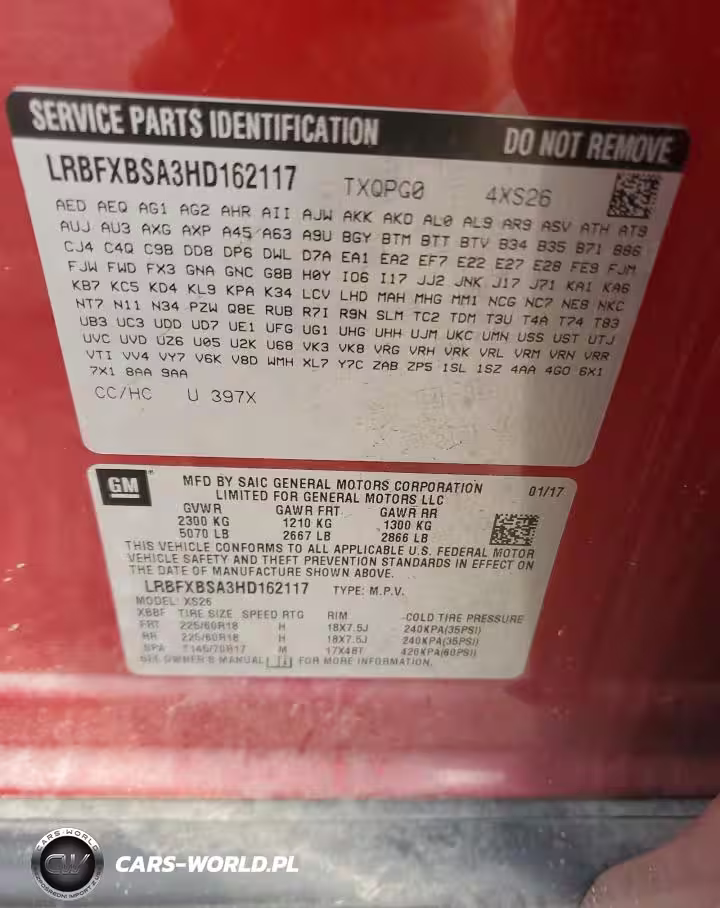 SERVICE PARTS IDENTIFICATION DO NOT REMOVE
LRBFXBSA3HD162117 TXQPG0 4XS26
AED AEQ AG1 AG2 AHR AII AJW AKK AKO AL0 AL9 AR9 ASV ATH AT9
AUJ AU3 AXG AXP A45 A63 A9U BGY BTM BTT BTV B34 B35 B71 B86
CJ4 C4Q C9B DD8 DP6 DWL D7A EA1 EA2 EF7 E22 E27 E28 FE9 FJM
FJW FWD FX3 GNA GNC G8B H0Y IO6 I17 JJ2 JNK J17 J71 KA1 KA6
KB7 KC5 KD4 KL9 KPA K34 LCV LHD MAH MHG MM1 NCG NC7 NE8 NKC
NT7 N11 N34 PZW Q8E RUB R7I R9N SLM TC2 TDM T3U T4A T74 T83
UB3 UC3 UDD UD7 UE1 UFG UG1 UHG UHH UJM UKC UMN USS UST UTJ
UVC UVD UZ6 U05 U2K U68 VK3 VK8 VRG VRH VRK VRL VRM VRN VRR
VTI VV4 VY7 V6K V8D WMH XL7 Y7C ZAB ZP5 1SL 1SZ 4AA 4G0 6X1
7X1 8AA 9AA
CC/HC U 397X
GM
MFD BY SAIC GENERAL MOTORS CORPORATION 01/17
LIMITED FOR GENERAL MOTORS LLC
GVWR GAWR FRT GAWR RR
2300 KG 1210 KG 1300 KG
5070 LB 2667 LB 2866 LB
THIS VEHICLE CONFORMS TO ALL APPLICABLE U.S. FEDERAL MOTOR
VEHICLE SAFETY AND THEFT PREVENTION STANDARDS IN EFFECT ON
THE DATE OF MANUFACTURE SHOWN ABOVE.
LRBFXBSA3HD162117 TYPE: M.P.V.
MODEL: XS26
XBBF TIRE SIZE SPEED RTG RIM COLD TIRE PRESSURE
FRT 225/60R18 H 18X7.5J 240KPA(35PSI)
RR 225/60R18 H 18X7.5J 240KPA(35PSI)
SPA T145/70R17 M 17X4BT 420KPA(60PSI)
SEE OWNER'S MANUAL FOR MORE INFORMATION.
CARS-WORLD
CW
CARS-WORLD.PL